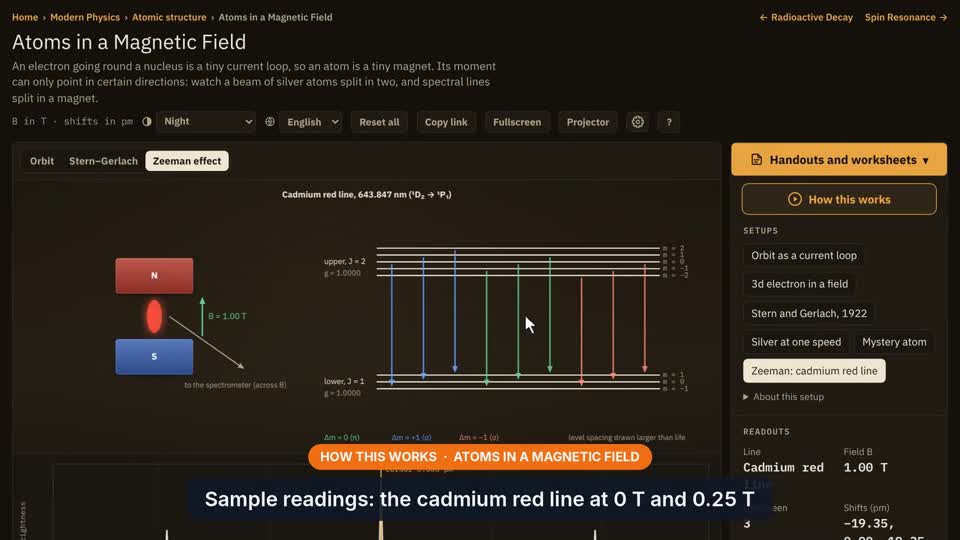 Home › Modern Physics › Atomic structure › Atoms in a Magnetic Field
← Radioactive Decay Spin Resonance →
Atoms in a Magnetic Field
An electron going round a nucleus is a tiny current loop, so an atom is a tiny magnet. Its moment
can only point in certain directions: watch a beam of silver atoms split in two, and spectral lines
split in a magnet.
B in T · shifts in pm Night English Reset all Copy link Fullscreen Projector ?
Orbit Stern–Gerlach Zeeman effect
Cadmium red line, 643.847 nm (¹D₂ → ¹P₁)
N
S
B = 1.00 T
to the spectrometer (across B)
upper, J = 2
g = 1.0000
m = 2
m = 1
m = 0
m = −1
m = −2
lower, J = 1
g = 1.0000
m = 1
m = 0
m = −1
Δm = 0 (π) Δm = +1 (σ) Δm = −1 (σ) level spacing drawn larger than life
HOW THIS WORKS · ATOMS IN A MAGNETIC FIELD
Sample readings: the cadmium red line at 0 T and 0.25 T
Handouts and worksheets ▾
How this works
SETUPS
Orbit as a current loop
3d electron in a field
Stern and Gerlach, 1922
Silver at one speed Mystery atom
Zeeman: cadmium red line
▸ About this setup
READOUTS
Line Field B
Cadmium red 1.00 T
line
Shifts (pm)
3 −19.35,